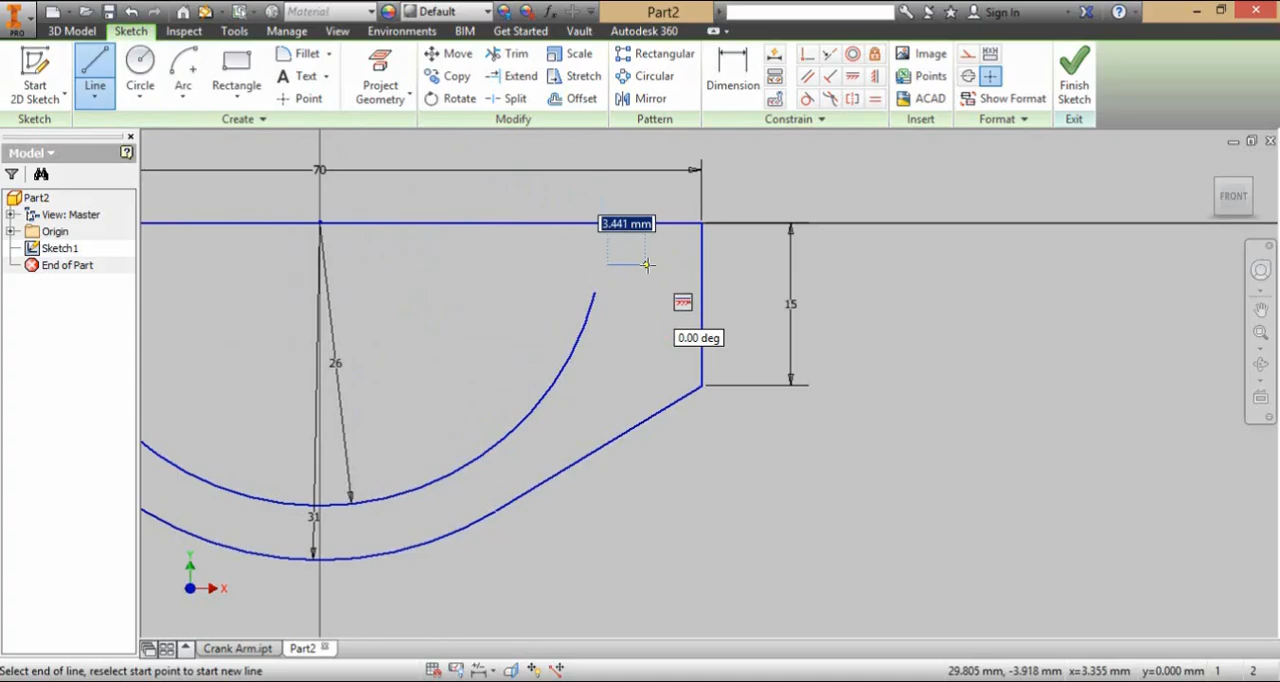 PRO
Material
Default
Part2
Sign In
3D Model
Sketch
Inspect
Tools
Manage
View
Environments
BIM
Get Started
Vault
Autodesk 360
Start
2D Sketch
Line
Circle
Arc
Rectangle
Fillet
Text
Point
Project
Geometry
Move
Trim
Scale
Copy
Extend
Stretch
Rotate
Split
Offset
Rectangular
Circular
Mirror
Dimension
Image
Points
ACAD
Show Format
Finish
Sketch
Sketch
Create
Modify
Pattern
Constrain
Insert
Format
Exit
Model
Part2
View: Master
Origin
Sketch1
End of Part
70
3.441 mm
FRONT
15
0.00 deg
26
31
Y
X
Crank Arm.ipt
Part2
Select end of line, reselect start point to start new line
29.805 mm, -3.918 mm x=3.355 mm y=0.000 mm 1 2